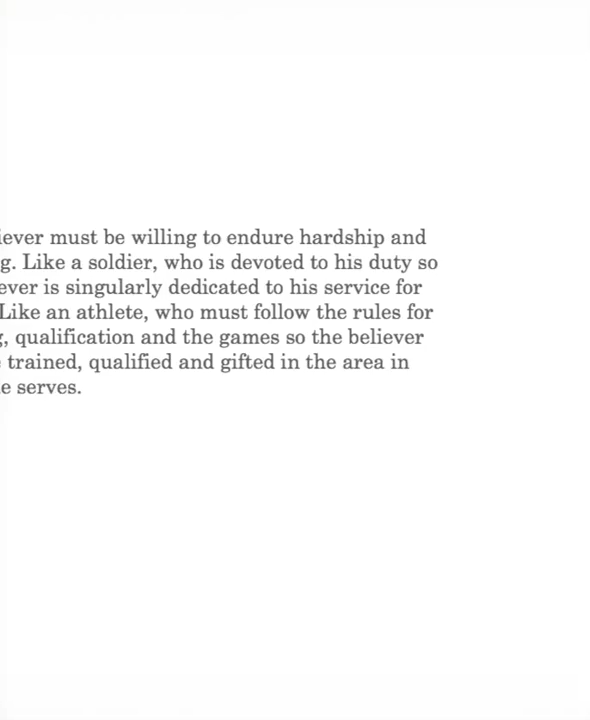 iever must be willing to endure hardship and
g. Like a soldier, who is devoted to his duty so
ever is singularly dedicated to his service for
Like an athlete, who must follow the rules for
g, qualification and the games so the believer
trained, qualified and gifted in the area in
e serves.